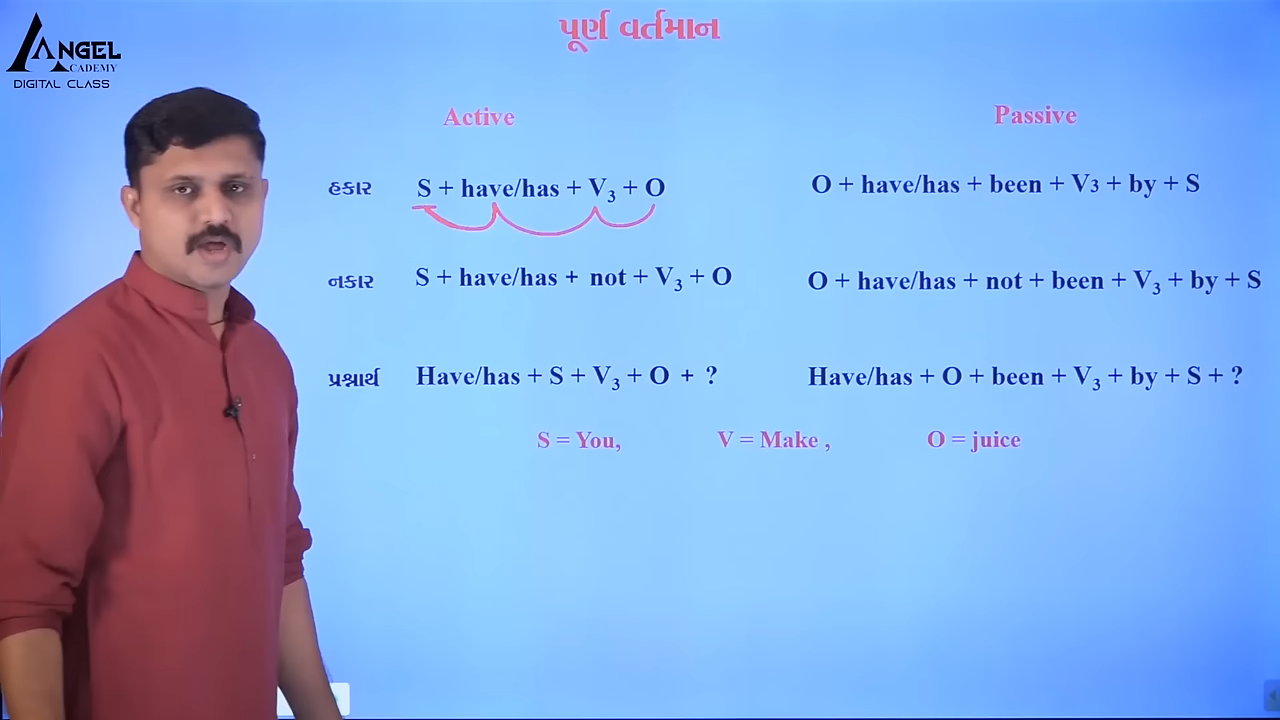 ANGEL
ACADEMY
DIGITAL CLASS
પૂર્ણ વર્તમાન
Active Passive
હકાર S + have/has + V3 + O O + have/has + been + V3 + by + S
નકાર S + have/has + not + V3 + O O + have/has + not + been + V3 + by + S
પ્રશ્નાર્થ Have/has + S + V3 + O + ? Have/has + O + been + V3 + by + S + ?
S = You, V = Make , O = juice